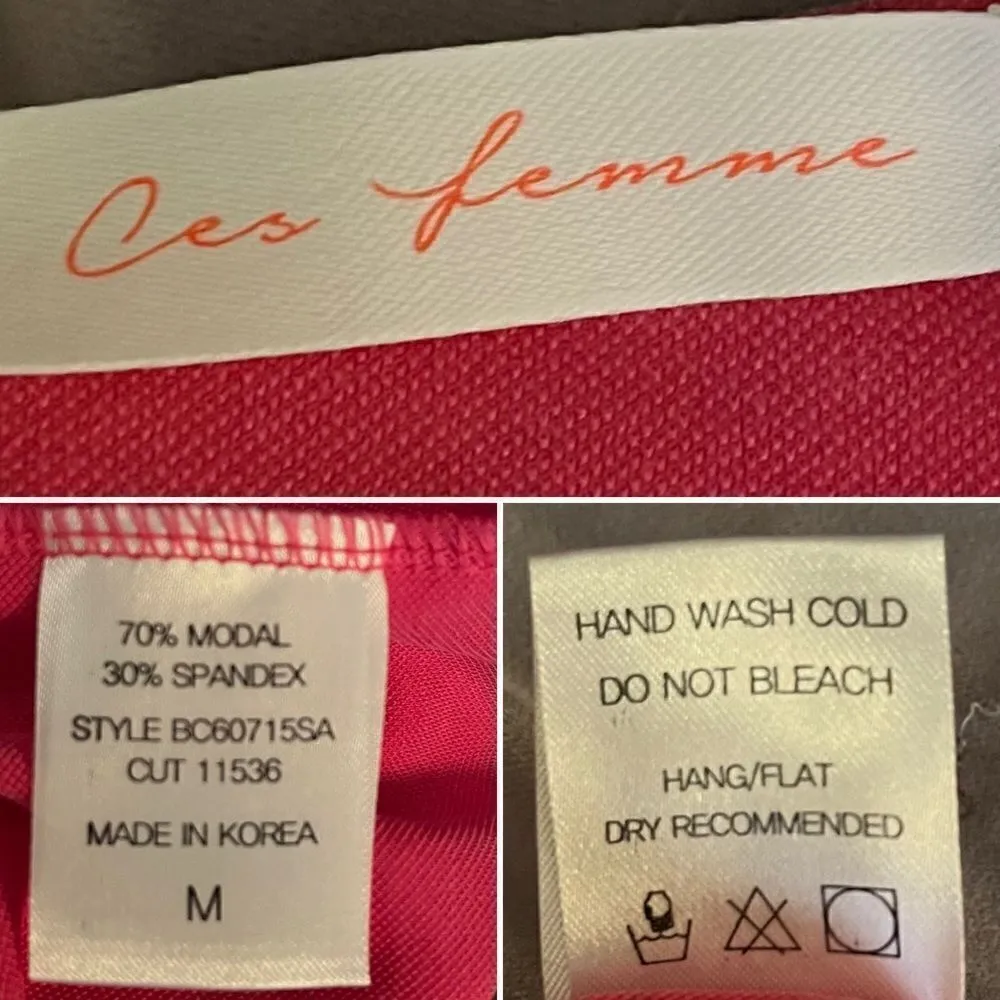 Ces femme
70% MODAL
30% SPANDEX
STYLE BC60715SA
CUT 11536
MADE IN KOREA
M
HAND WASH COLD
DO NOT BLEACH
HANG/FLAT
DRY RECOMMENDED